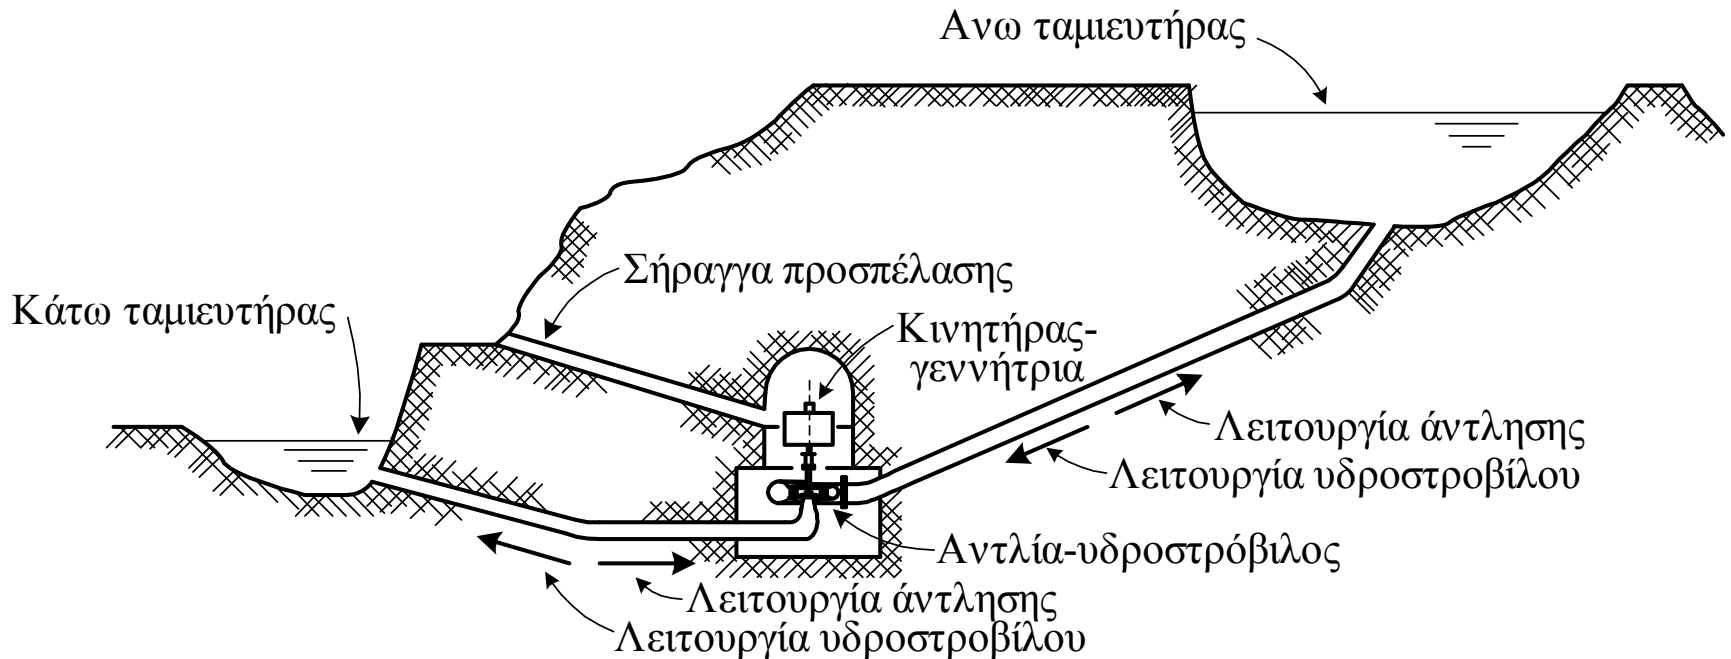 Ανω ταμιευτήρας
Σήραγγα προσπέλασης
Κάτω ταμιευτήρας
Κινητήρας-
γεννήτρια
Λειτουργία άντλησης
Λειτουργία υδροστροβίλου
Αντλία-υδροστρόβιλος
Λειτουργία άντλησης
Λειτουργία υδροστροβίλου